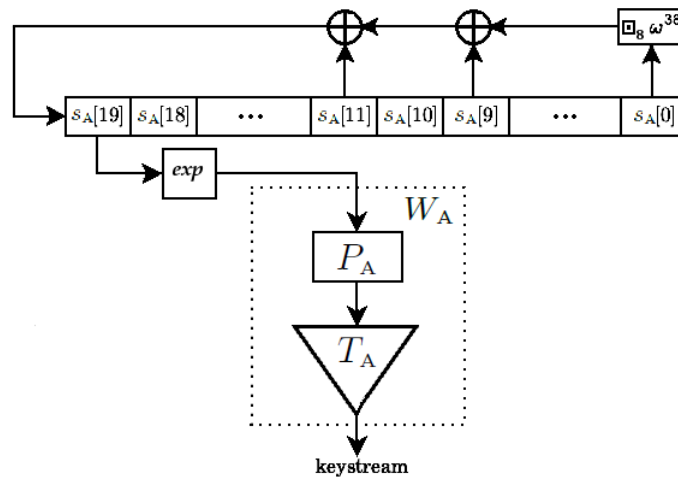 ⊡₈ ω³⁸
s_A[19] s_A[18] ••• s_A[11] s_A[10] s_A[9] ••• s_A[0]
exp
W_A
P_A
T_A
keystream